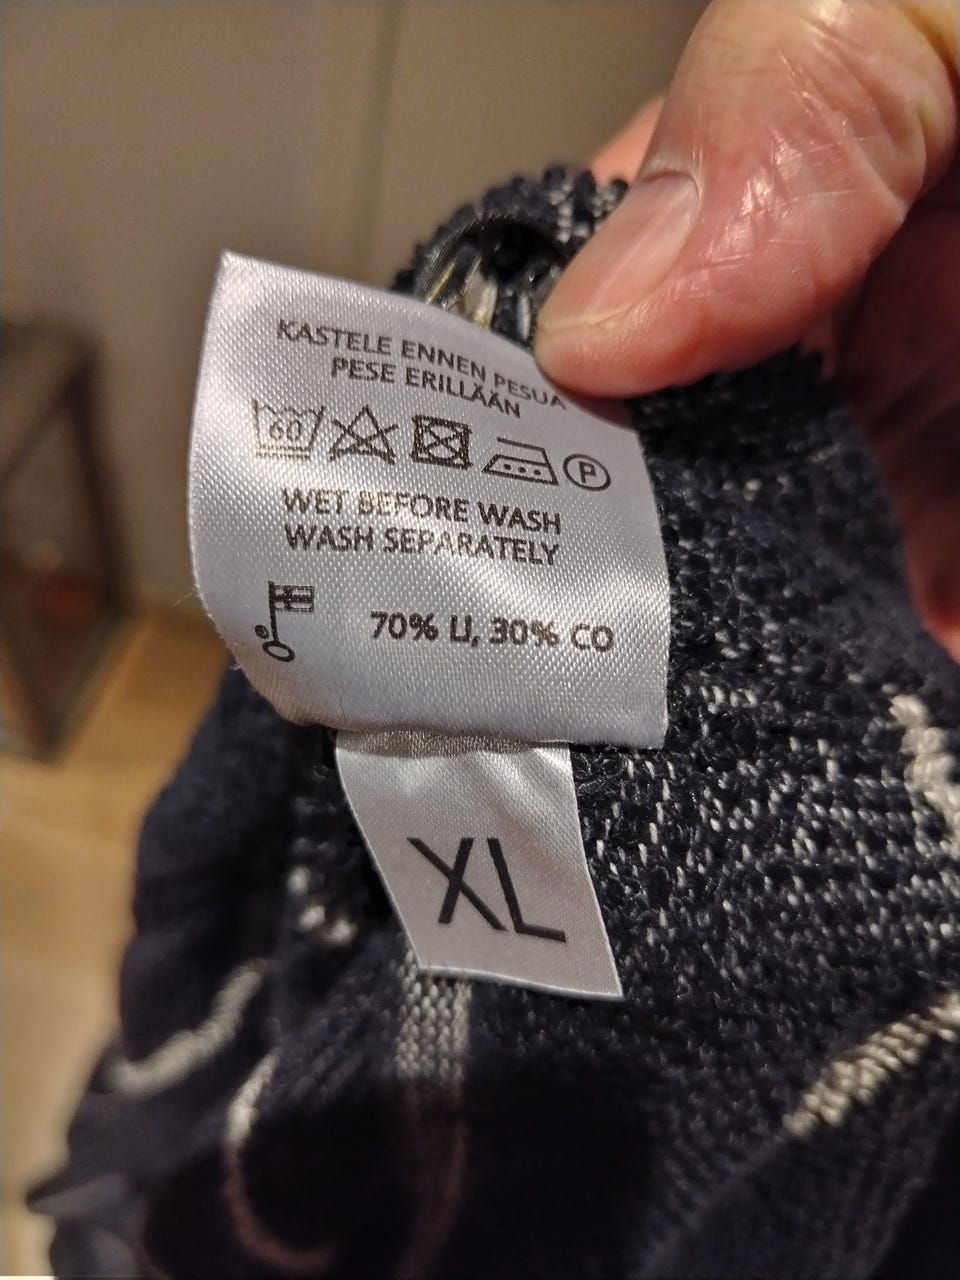 KASTELE ENNEN PESUA
PESE ERILLÄÄN
60 P
WET BEFORE WASH
WASH SEPARATELY
70% LI, 30% CO
XL